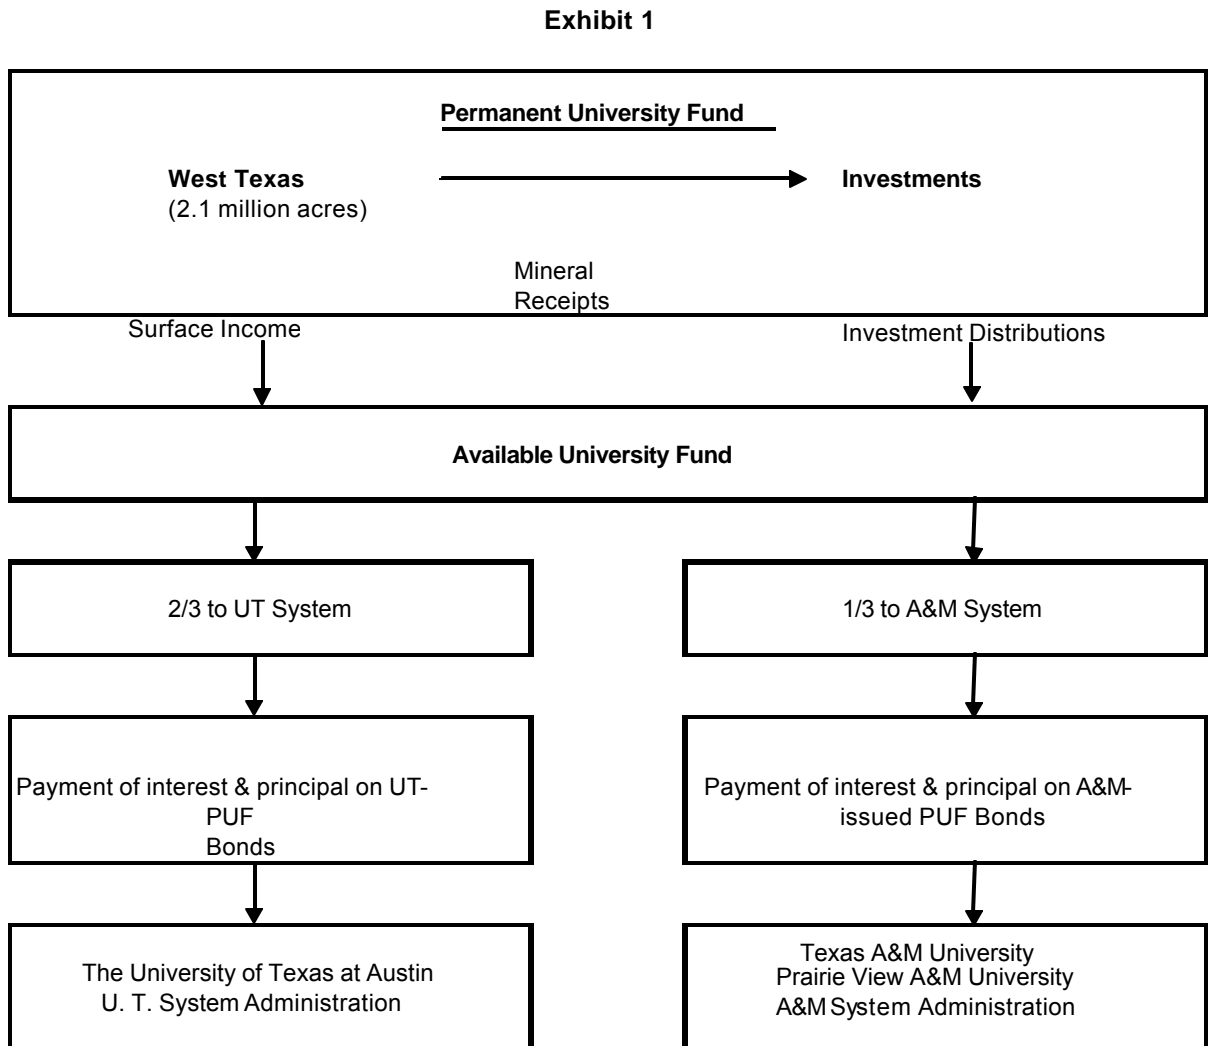 Exhibit 1
Permanent University Fund
West Texas
(2.1 million acres)
Investments
Mineral
Receipts
Surface Income
Investment Distributions
Available University Fund
2/3 to UT System
1/3 to A&M System
Payment of interest & principal on UT-
PUF
Bonds
Payment of interest & principal on A&M-
issued PUF Bonds
The University of Texas at Austin
U. T. System Administration
Texas A&M University
Prairie View A&M University
A&M System Administration